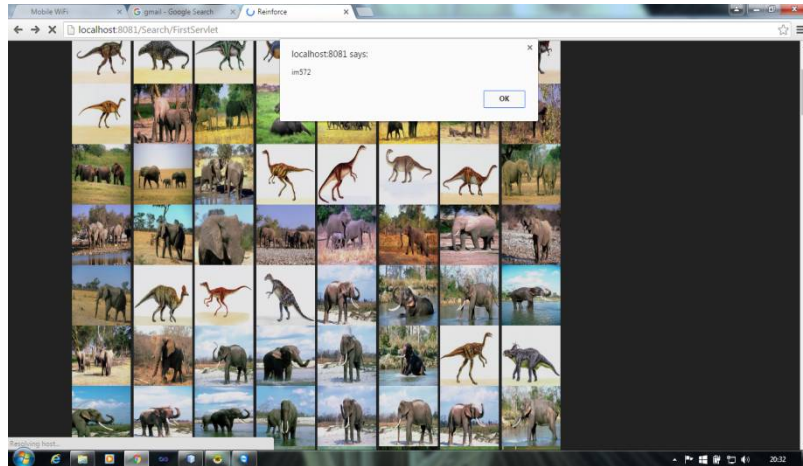 Mobile WiFi
gmail - Google Search
Reinforce
localhost:8081/Search/FirstServlet
localhost:8081 says:
im572
OK
Resolving host...
20:32